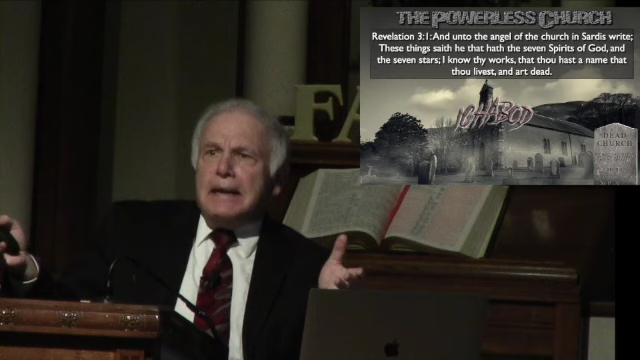 THE POWERLESS CHURCH
Revelation 3:1: And unto the angel of the church in Sardis write;
These things saith he that hath the seven Spirits of God, and
the seven stars; I know thy works, that thou hast a name that
thou livest, and art dead.
ICHABOD
DEAD
CHURCH
FA